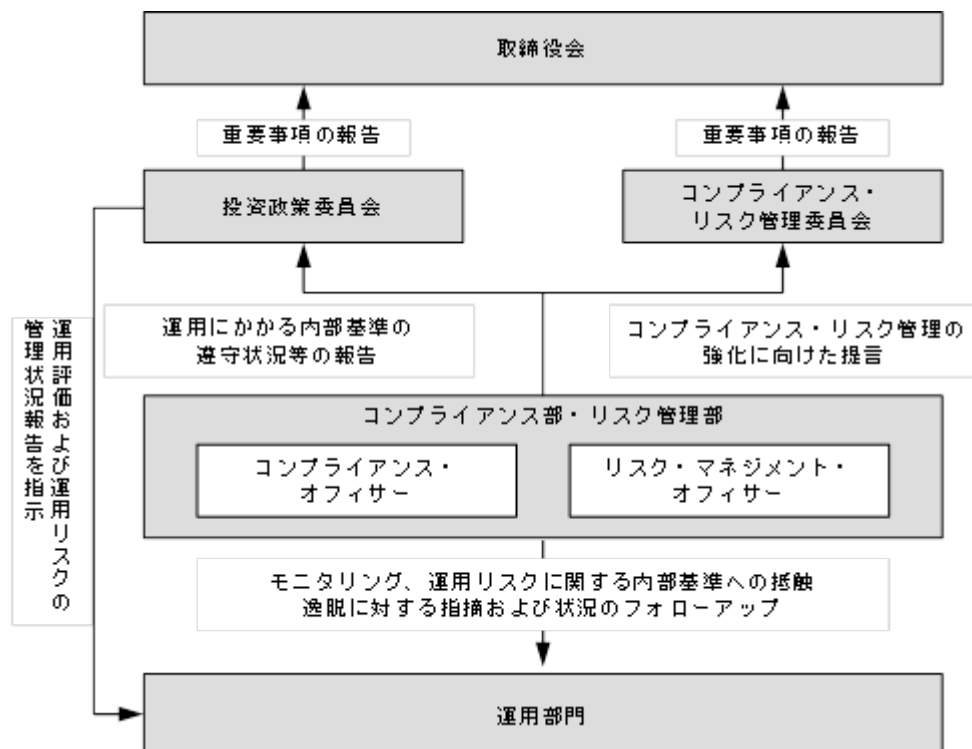 取締役会
重要事項の報告
重要事項の報告
投資政策委員会
コンプライアンス・
リスク管理委員会
運用にかかる内部基準の
遵守状況等の報告
コンプライアンス・リスク管理の
強化に向けた提言
運用評価および運用リスクの
管理状況報告を指示
コンプライアンス部・リスク管理部
コンプライアンス・
オフィサー
リスク・マネジメント・
オフィサー
モニタリング、運用リスクに関する内部基準への抵触
逸脱に対する指摘および状況のフォローアップ
運用部門